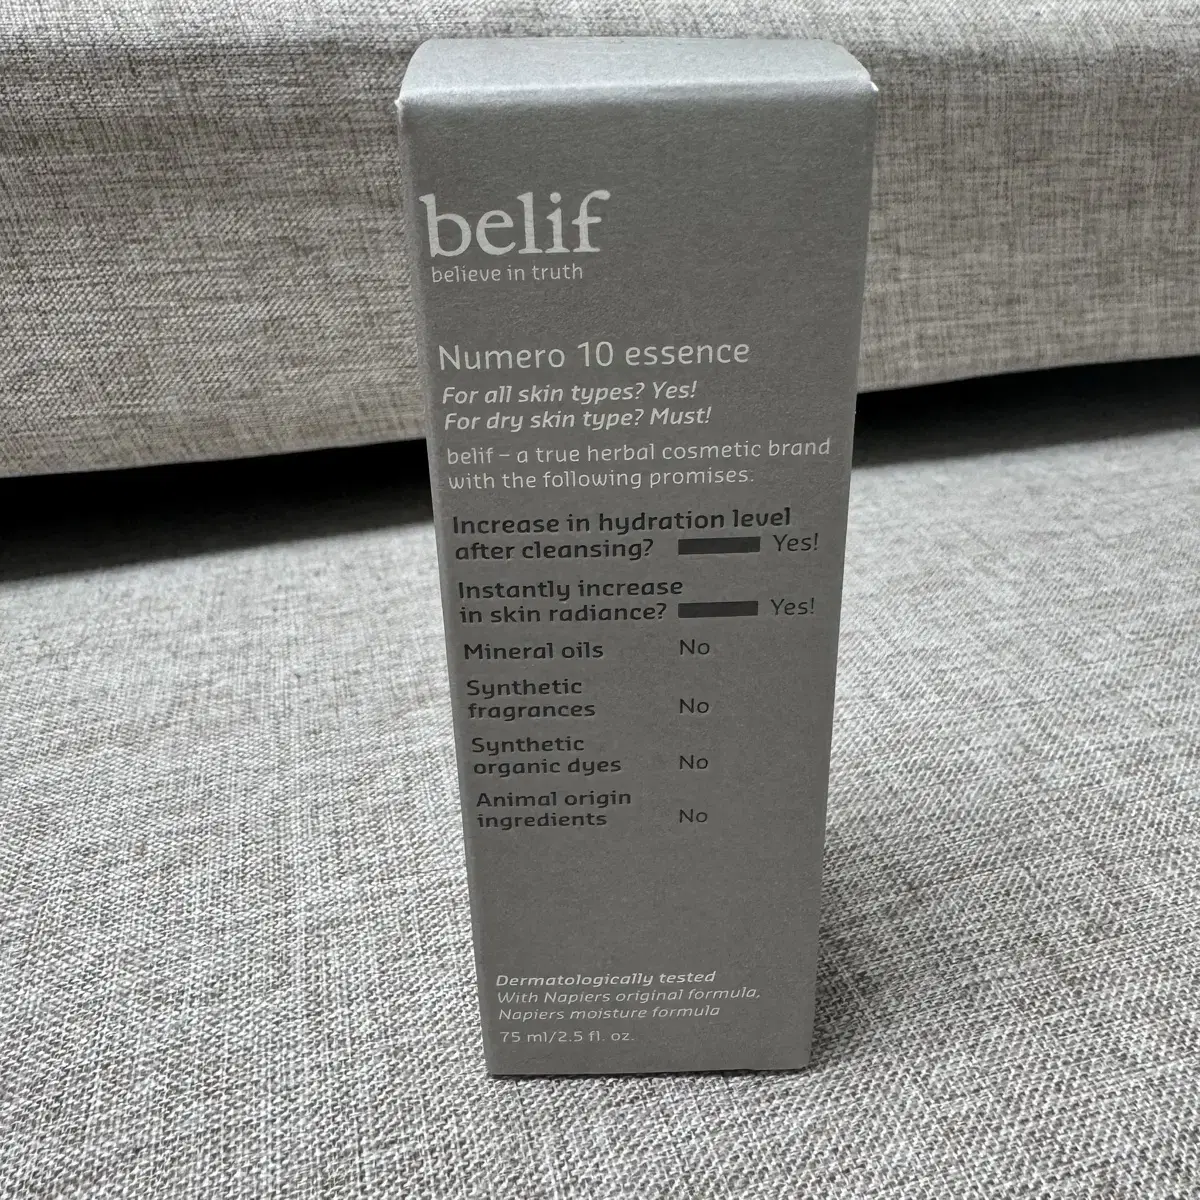 belif
believe in truth
Numero 10 essence
For all skin types? Yes!
For dry skin type? Must!
belif – a true herbal cosmetic brand
with the following promises:
Increase in hydration level
after cleansing? Yes!
Instantly increase
in skin radiance? Yes!
Mineral oils No
Synthetic
fragrances No
Synthetic
organic dyes No
Animal origin
ingredients No
Dermatologically tested
With Napiers original formula,
Napiers moisture formula
75 ml/2.5 fl. oz.